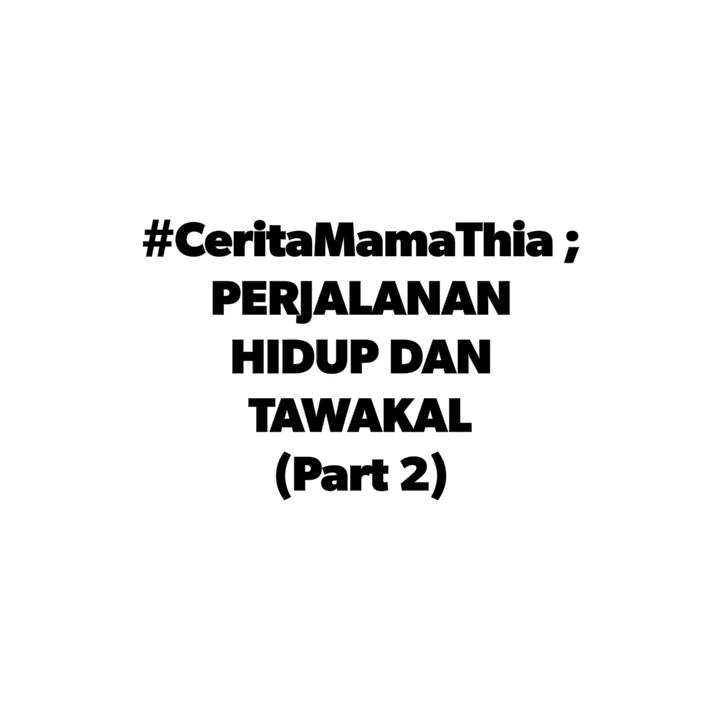 #CeritaMamaThia ;
PERJALANAN
HIDUP DAN
TAWAKAL
(Part 2)